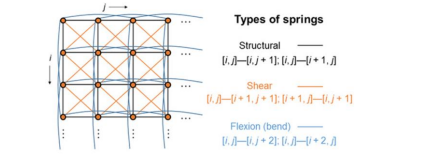 j
i
Types of springs
Structural
[i, j]—[i, j + 1]; [i, j]—[i + 1, j]
Shear
[i, j]—[i + 1, j + 1]; [i + 1, j]—[i, j + 1]
Flexion (bend)
[i, j]—[i, j + 2]; [i, j]—[i + 2, j]